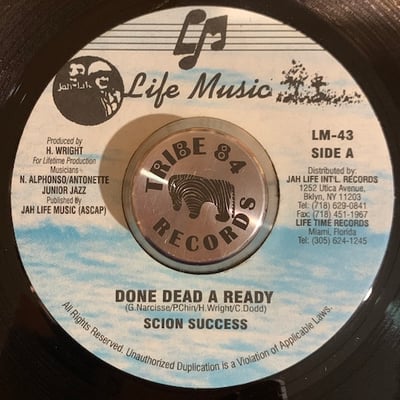 LM
Jah Life
Life Music
LM-43
SIDE A
Produced by
H. WRIGHT
For Lifetime Production
Musicians
N. ALPHONSO/ANTONETTE
JUNIOR JAZZ
Published By
JAH LIFE MUSIC (ASCAP)
Distributed by:
JAH LIFE INT'L. RECORDS
1252 Utica Avenue,
Bklyn, NY 11203
Tel: (718) 629-0841
Fax: (718) 451-1967
LIFE TIME RECORDS
Miami, Florida
Tel: (305) 624-1245
TRIBE 84
RECORDS
DONE DEAD A READY
(G.Narcisse/P.Chin/H.Wright/C.Dodd)
SCION SUCCESS
All Rights Reserved. Unauthorized Duplication is a Violation of Applicable Laws.